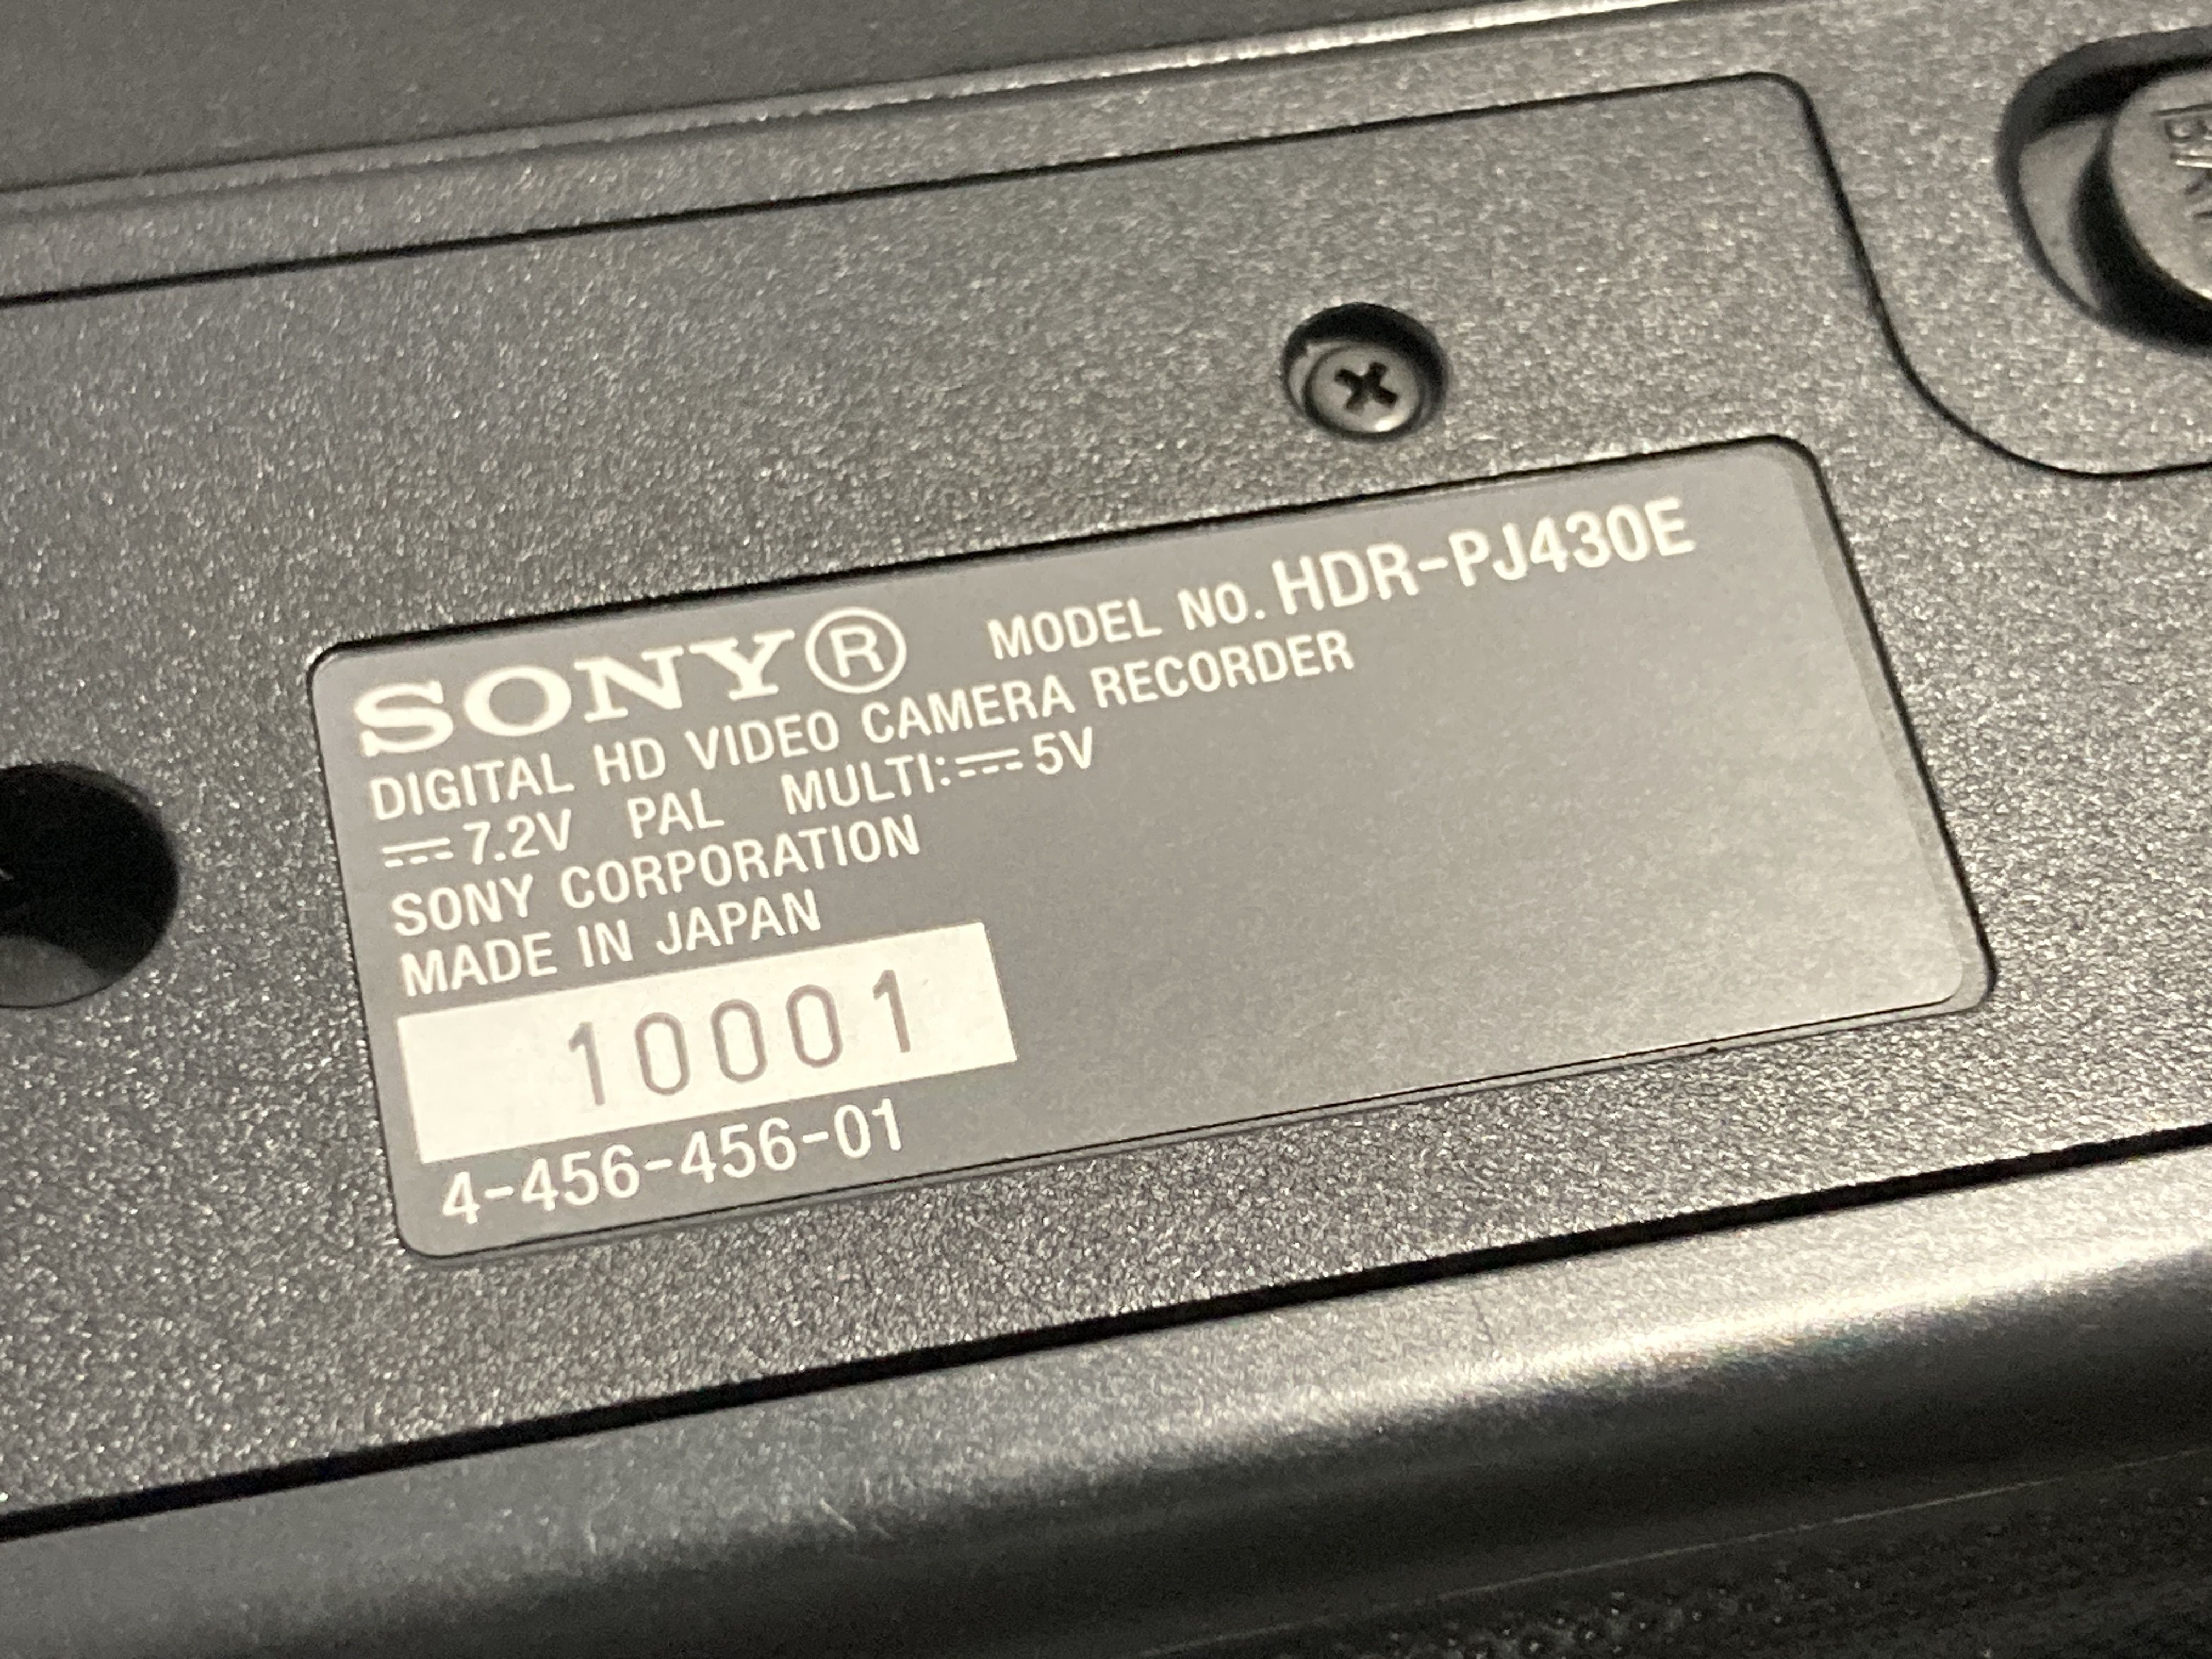 SONY® MODEL NO. HDR-PJ430E
DIGITAL HD VIDEO CAMERA RECORDER
⎓7.2V PAL MULTI:⎓5V
SONY CORPORATION
MADE IN JAPAN
10001
4-456-456-01